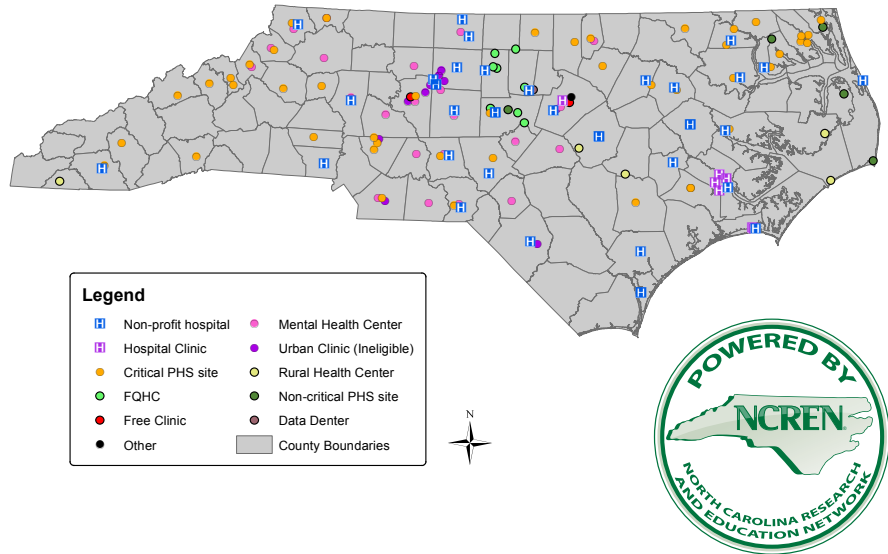 Legend
Non-profit hospital
Hospital Clinic
Critical PHS site
FQHC
Free Clinic
Other
Mental Health Center
Urban Clinic (Ineligible)
Rural Health Center
Non-critical PHS site
Data Denter
County Boundaries
N
POWERED BY
NCREN
NORTH CAROLINA RESEARCH
AND EDUCATION NETWORK